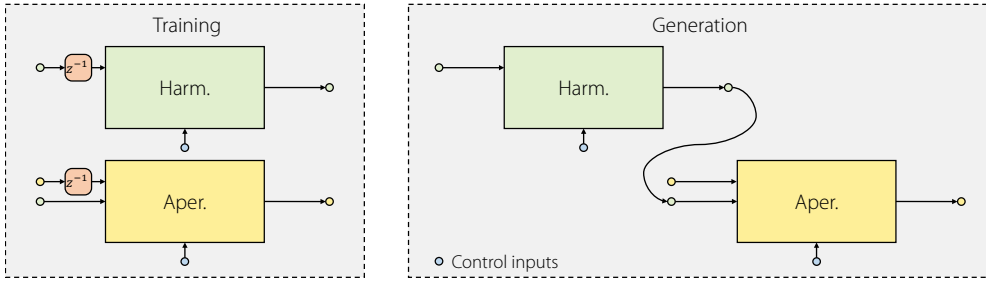 Training
z⁻¹
Harm.
z⁻¹
Aper.
Generation
Harm.
Aper.
Control inputs